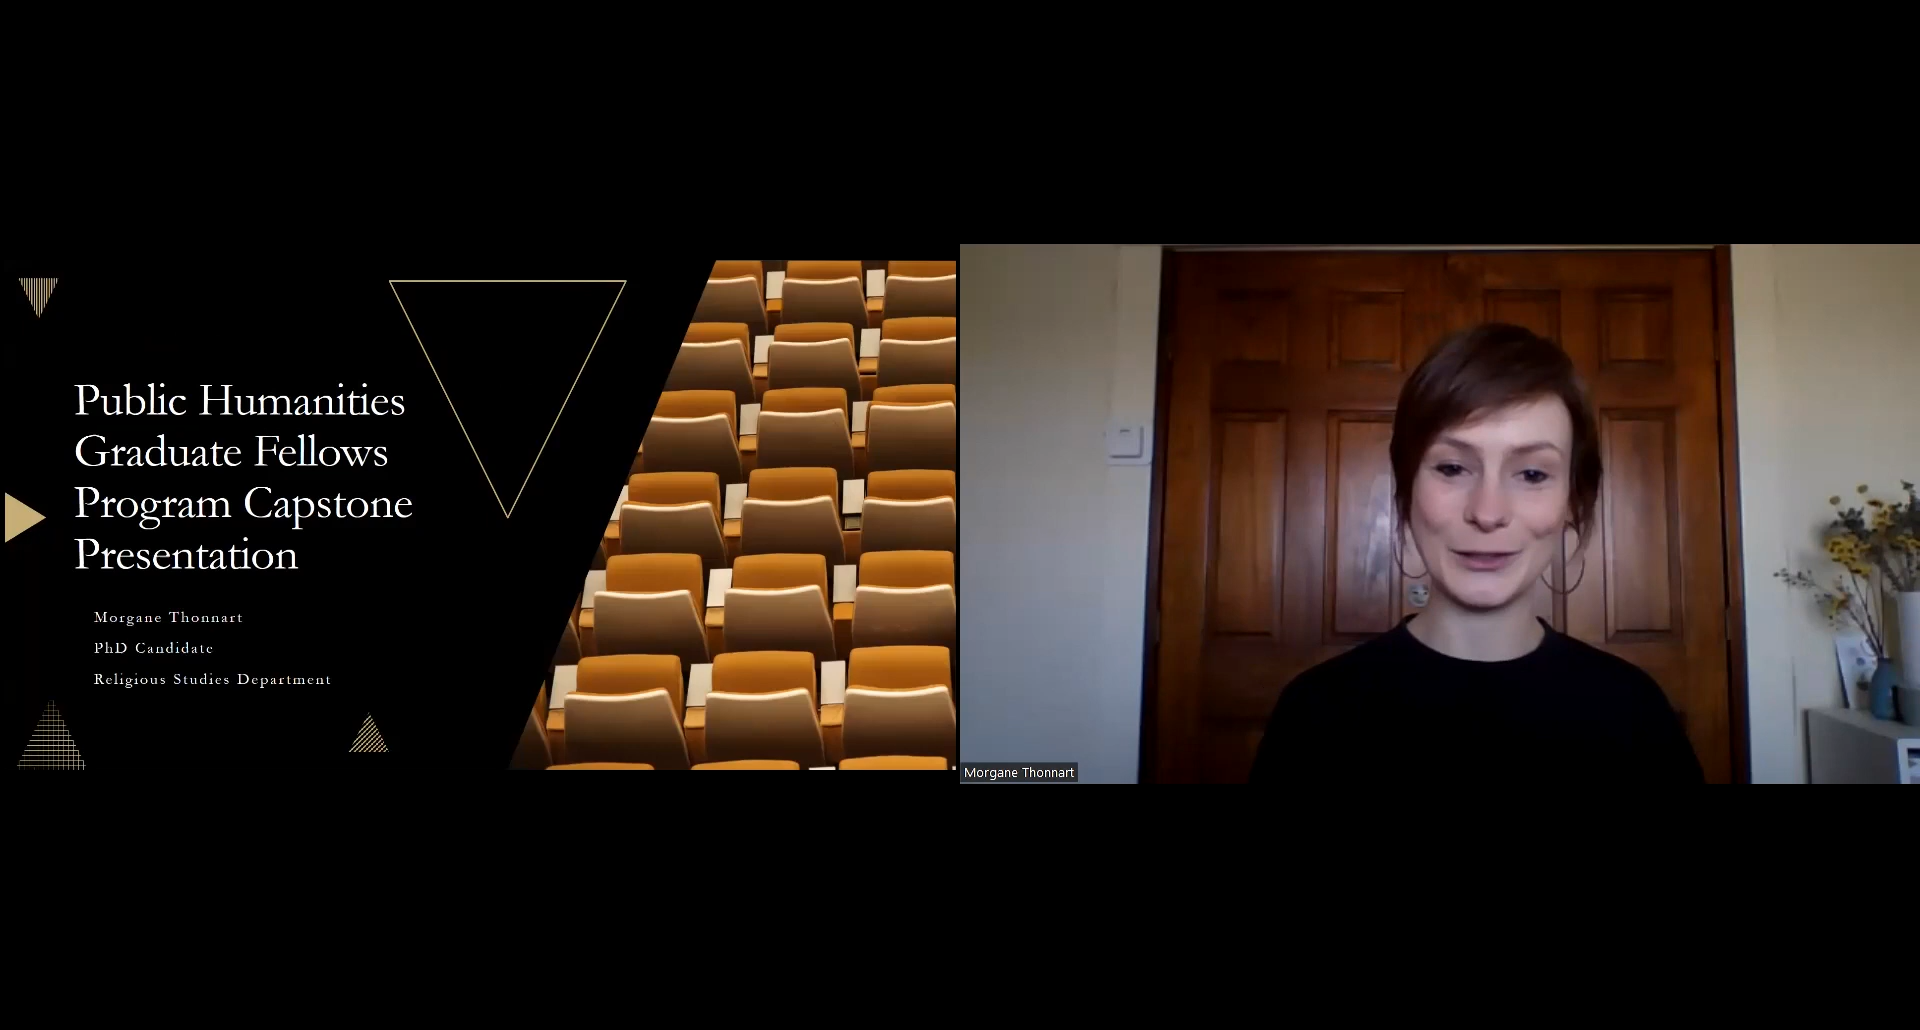 Public Humanities
Graduate Fellows
Program Capstone
Presentation
Morgane Thonnart
PhD Candidate
Religious Studies Department
Morgane Thonnart